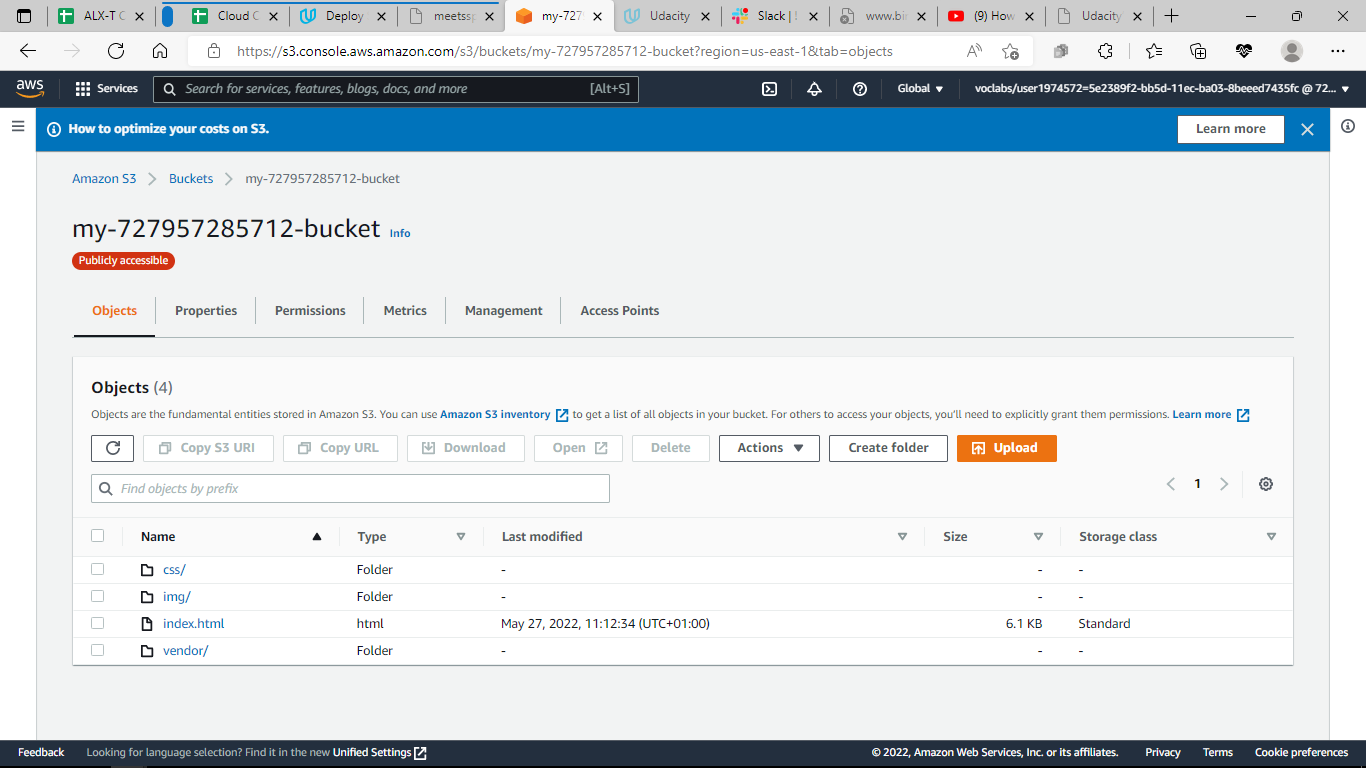 ALX-T C
Cloud C
Deploy
meetssp
my-727
Udacity
Slack |
www.bir
(9) How
Udacity
https://s3.console.aws.amazon.com/s3/buckets/my-727957285712-bucket?region=us-east-1&tab=objects
aws
Services
Search for services, features, blogs, docs, and more
[Alt+S]
Global
voclabs/user1974572=5e2389f2-bb5d-11ec-ba03-8beeed7435fc @ 72...
How to optimize your costs on S3.
Learn more
Amazon S3 > Buckets > my-727957285712-bucket
my-727957285712-bucket Info
Publicly accessible
Objects Properties Permissions Metrics Management Access Points
Objects (4)
Objects are the fundamental entities stored in Amazon S3. You can use Amazon S3 inventory to get a list of all objects in your bucket. For others to access your objects, you'll need to explicitly grant them permissions. Learn more
Copy S3 URI Copy URL Download Open Delete Actions Create folder Upload
Find objects by prefix
1
Name Type Last modified Size Storage class
css/ Folder - - -
img/ Folder - - -
index.html html May 27, 2022, 11:12:34 (UTC+01:00) 6.1 KB Standard
vendor/ Folder - - -
Feedback Looking for language selection? Find it in the new Unified Settings © 2022, Amazon Web Services, Inc. or its affiliates. Privacy Terms Cookie preferences